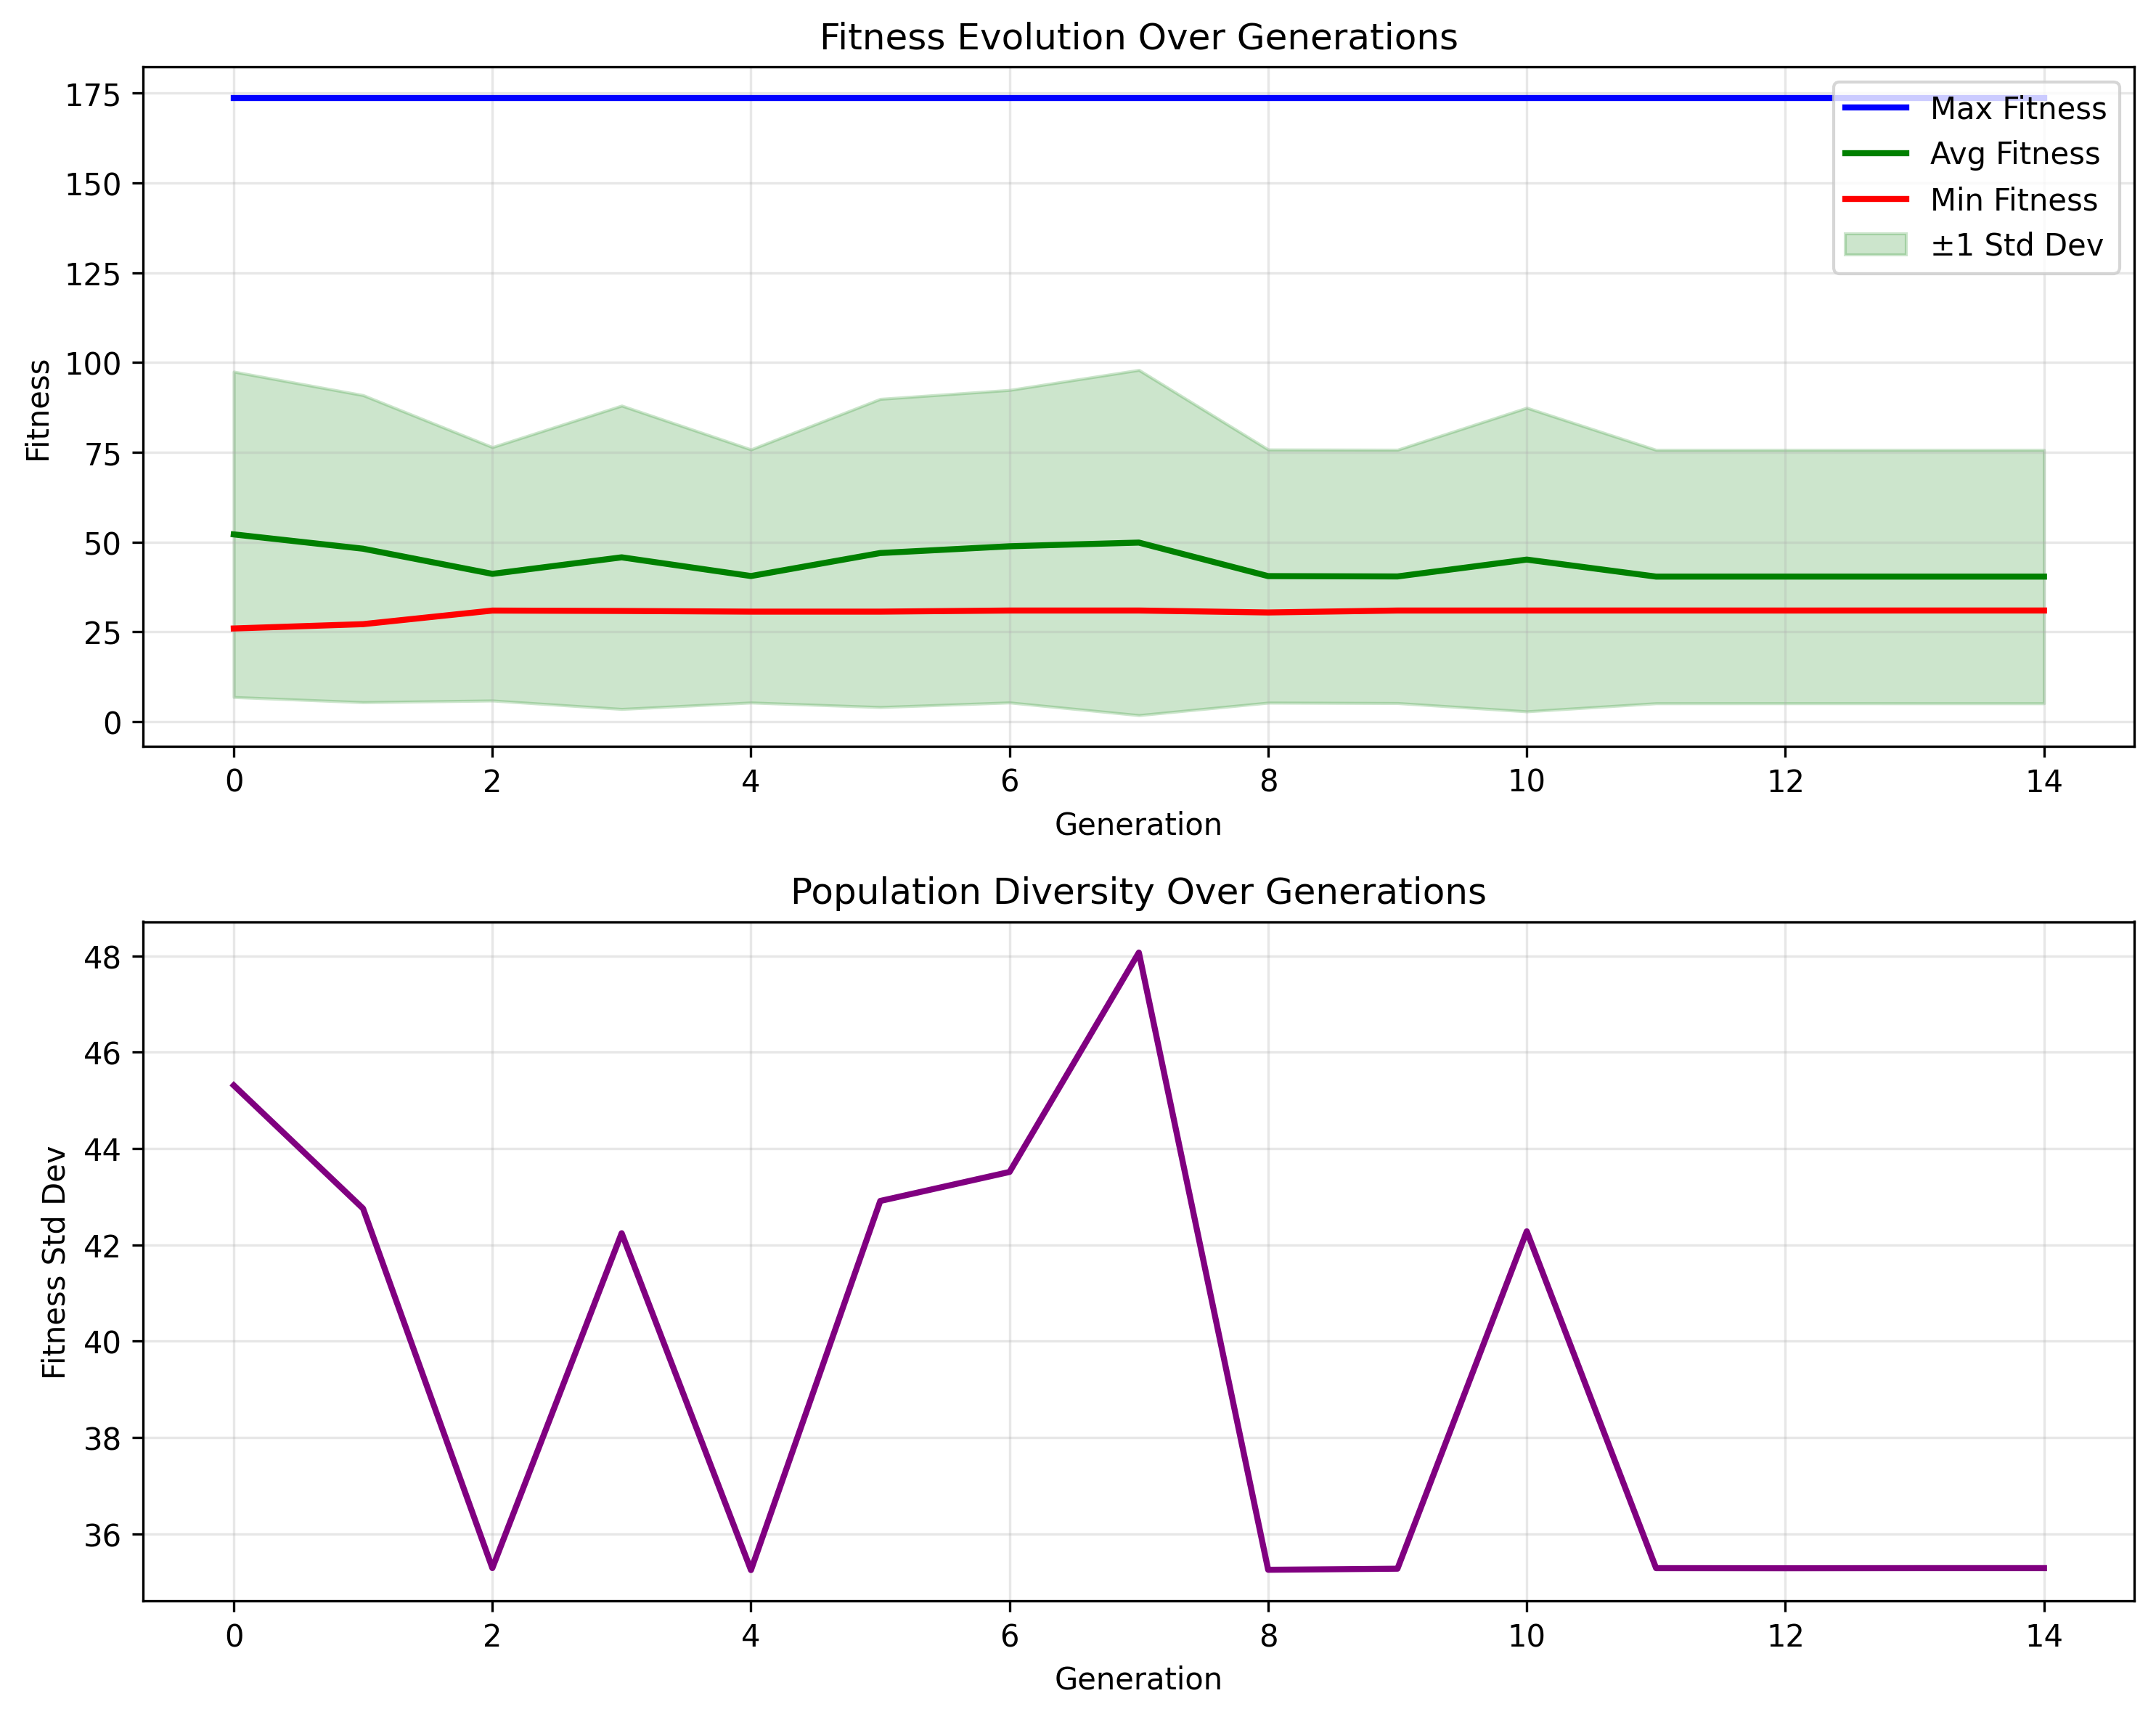 Fitness Evolution Over Generations
175
150
125
100
75
50
25
0
Fitness
Max Fitness
Avg Fitness
Min Fitness
±1 Std Dev
0 2 4 6 8 10 12 14
Generation
Population Diversity Over Generations
48
46
44
42
40
38
36
Fitness Std Dev
0 2 4 6 8 10 12 14
Generation